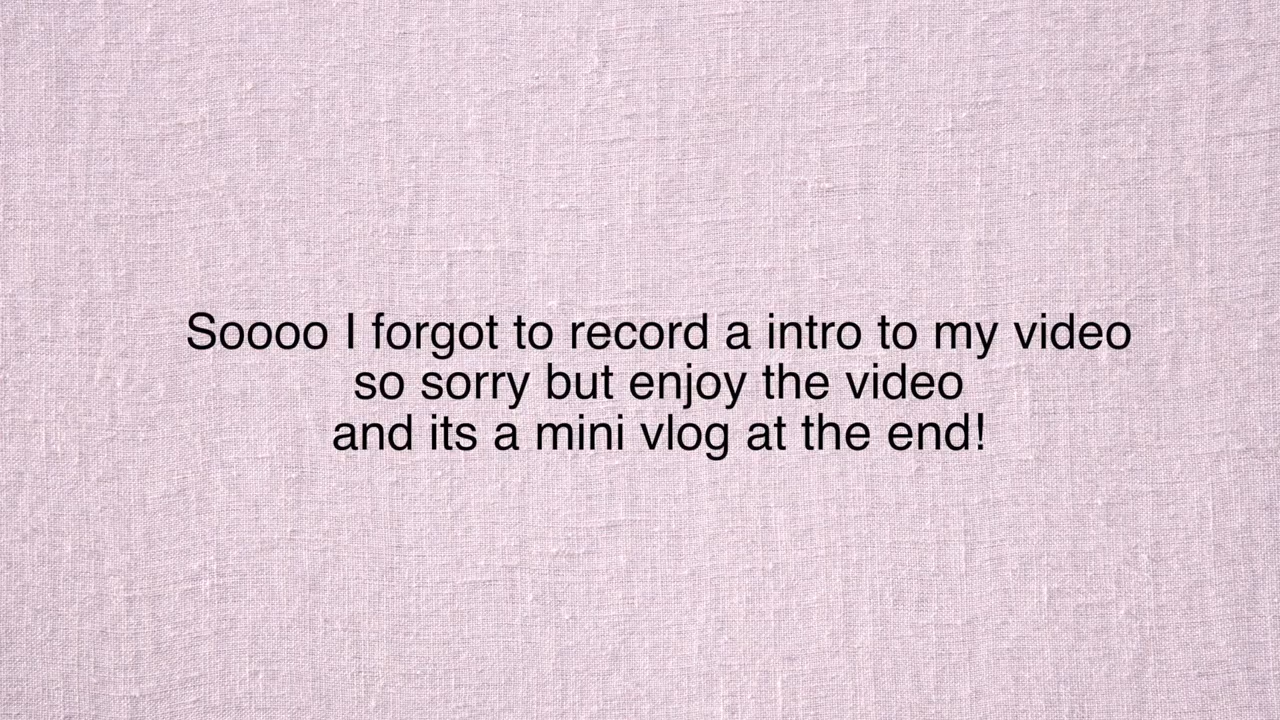 Soooo I forgot to record a intro to my video
so sorry but enjoy the video
and its a mini vlog at the end!